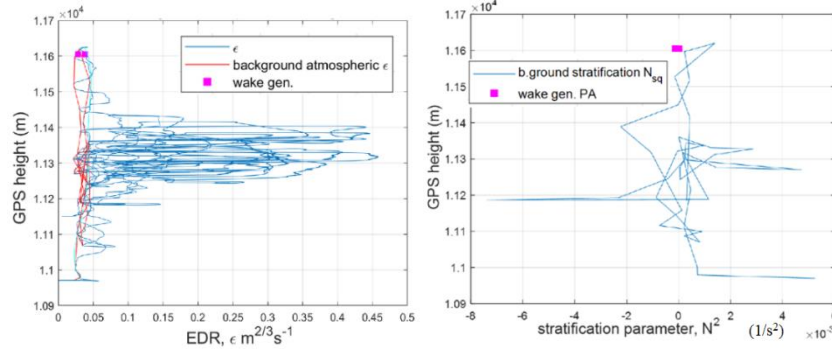 ×10⁴
1.17
1.16
1.15
1.14
1.13
1.12
1.11
1.1
1.09
GPS height (m)
ϵ
background atmospheric ϵ
wake gen.
0 0.05 0.1 0.15 0.2 0.25 0.3 0.35 0.4 0.45 0.5
EDR, ϵ m^2/3 s^-1
×10⁴
1.17
1.16
1.15
1.14
1.13
1.12
1.11
1.1
1.09
GPS height (m)
b.ground stratification N_sq
wake gen. PA
-8 -6 -4 -2 0 2 4 6
stratification parameter, N² (1/s²)